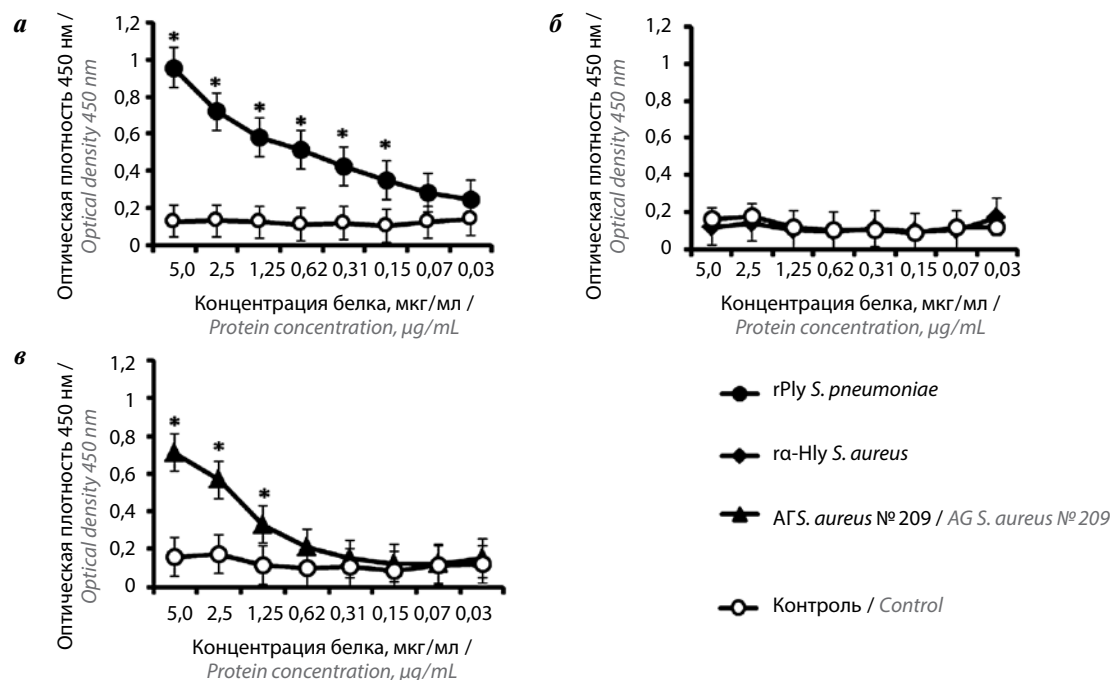 а
Оптическая плотность 450 нм /
Optical density 450 nm
1,2
1
0,8
0,6
0,4
0,2
0
* * * * * *
5,0 2,5 1,25 0,62 0,31 0,15 0,07 0,03
Концентрация белка, мкг/мл /
Protein concentration, µg/mL
б
Оптическая плотность 450 нм /
Optical density 450 nm
1,2
1
0,8
0,6
0,4
0,2
0
5,0 2,5 1,25 0,62 0,31 0,15 0,07 0,03
Концентрация белка, мкг/мл /
Protein concentration, µg/mL
в
Оптическая плотность 450 нм /
Optical density 450 nm
1,2
1
0,8
0,6
0,4
0,2
0
* * *
5,0 2,5 1,25 0,62 0,31 0,15 0,07 0,03
Концентрация белка, мкг/мл /
Protein concentration, µg/mL
rPly S. pneumoniae
rα-Hly S. aureus
АГS. aureus № 209 / AG S. aureus № 209
Контроль / Control